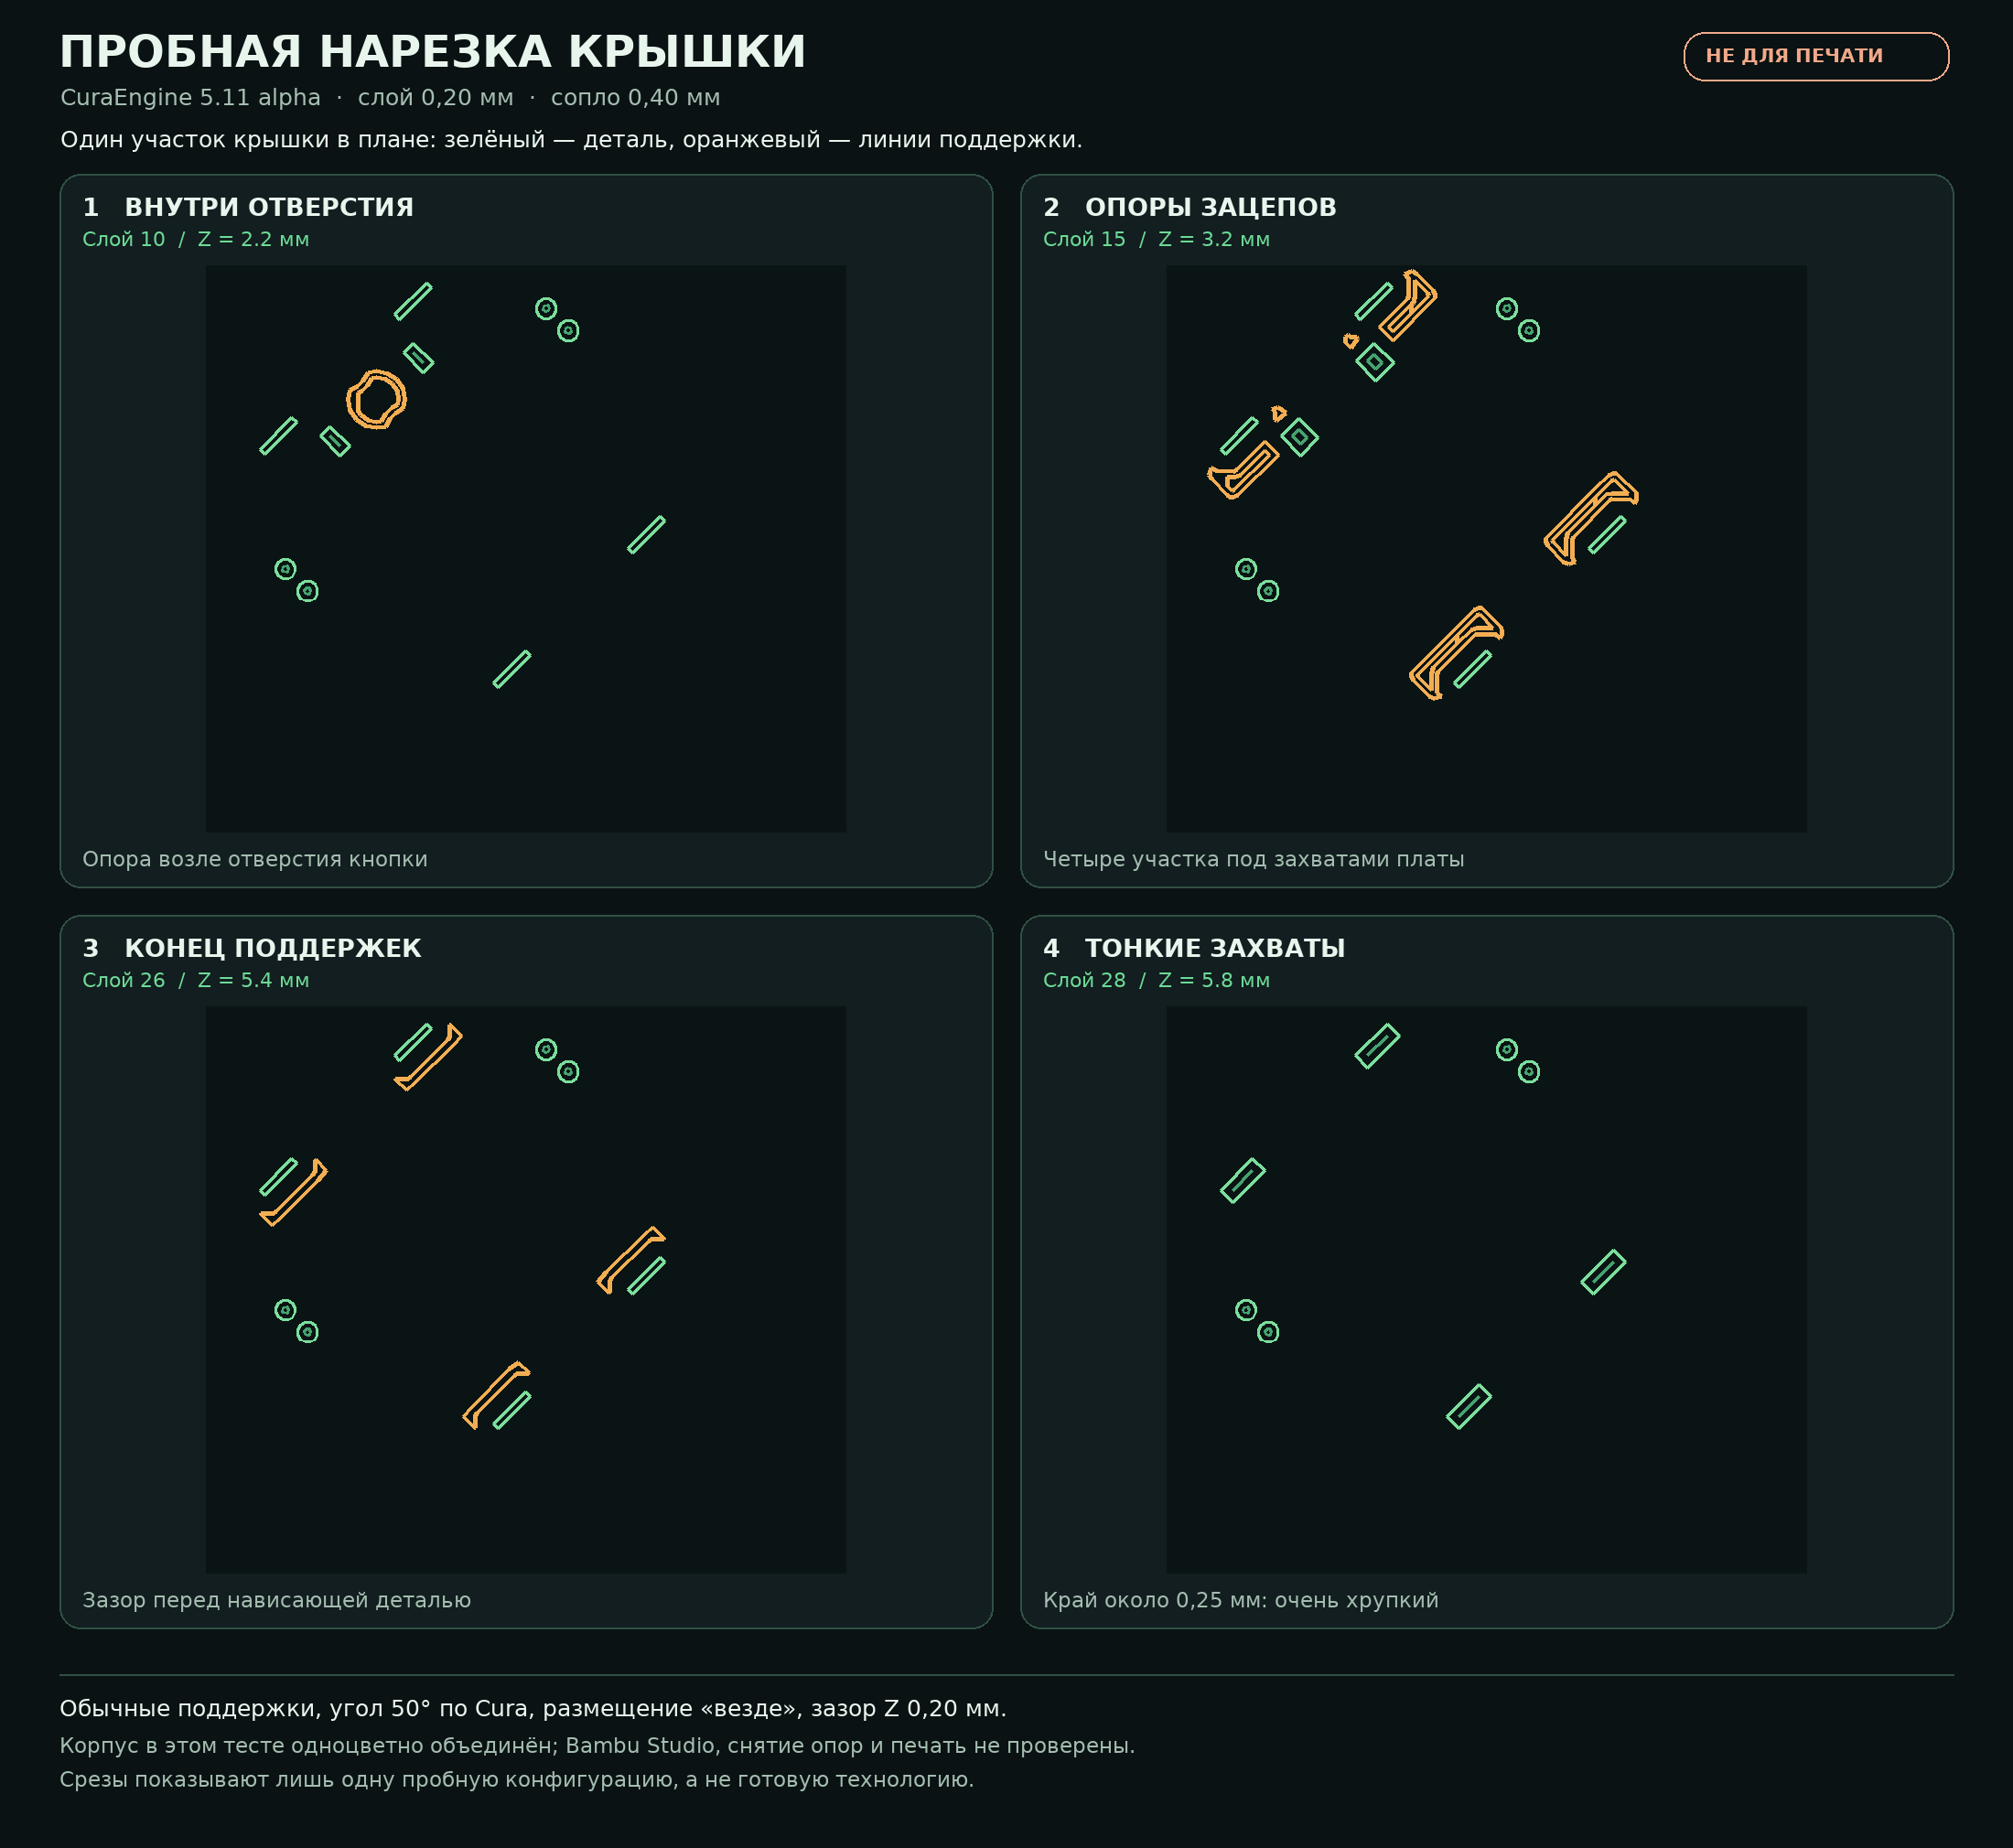 ПРОБНАЯ НАРЕЗКА КРЫШКИ
НЕ ДЛЯ ПЕЧАТИ
CuraEngine 5.11 alpha · слой 0,20 мм · сопло 0,40 мм
Один участок крышки в плане: зелёный — деталь, оранжевый — линии поддержки.
1 ВНУТРИ ОТВЕРСТИЯ
Слой 10 / Z = 2.2 мм
Опора возле отверстия кнопки
2 ОПОРЫ ЗАЦЕПОВ
Слой 15 / Z = 3.2 мм
Четыре участка под захватами платы
3 КОНЕЦ ПОДДЕРЖЕК
Слой 26 / Z = 5.4 мм
Зазор перед нависающей деталью
4 ТОНКИЕ ЗАХВАТЫ
Слой 28 / Z = 5.8 мм
Край около 0,25 мм: очень хрупкий
Обычные поддержки, угол 50° по Cura, размещение «везде», зазор Z 0,20 мм.
Корпус в этом тесте одноцветно объединён; Bambu Studio, снятие опор и печать не проверены.
Срезы показывают лишь одну пробную конфигурацию, а не готовую технологию.